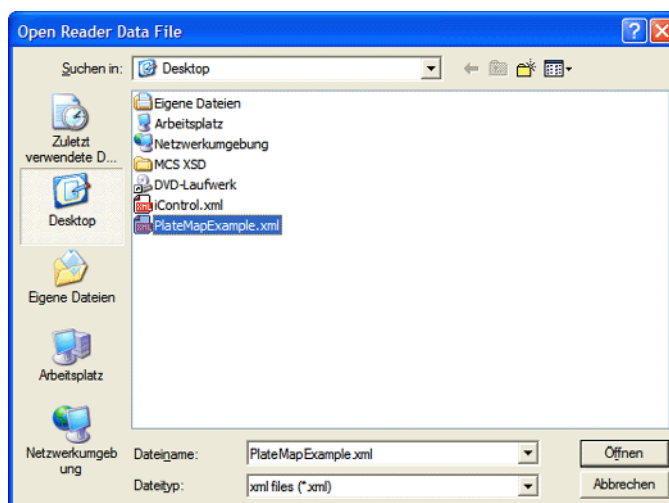 Open Reader Data File
Suchen in: Desktop
Zuletzt
verwendete D...
Desktop
Eigene Dateien
Arbeitsplatz
Netzwerkumgeb
ung
Eigene Dateien
Arbeitsplatz
Netzwerkumgebung
MCS XSD
DVD-Laufwerk
iControl.xml
PlateMapExample.xml
Dateiname: PlateMapExample.xml Öffnen
Dateityp: xml files (*.xml) Abbrechen